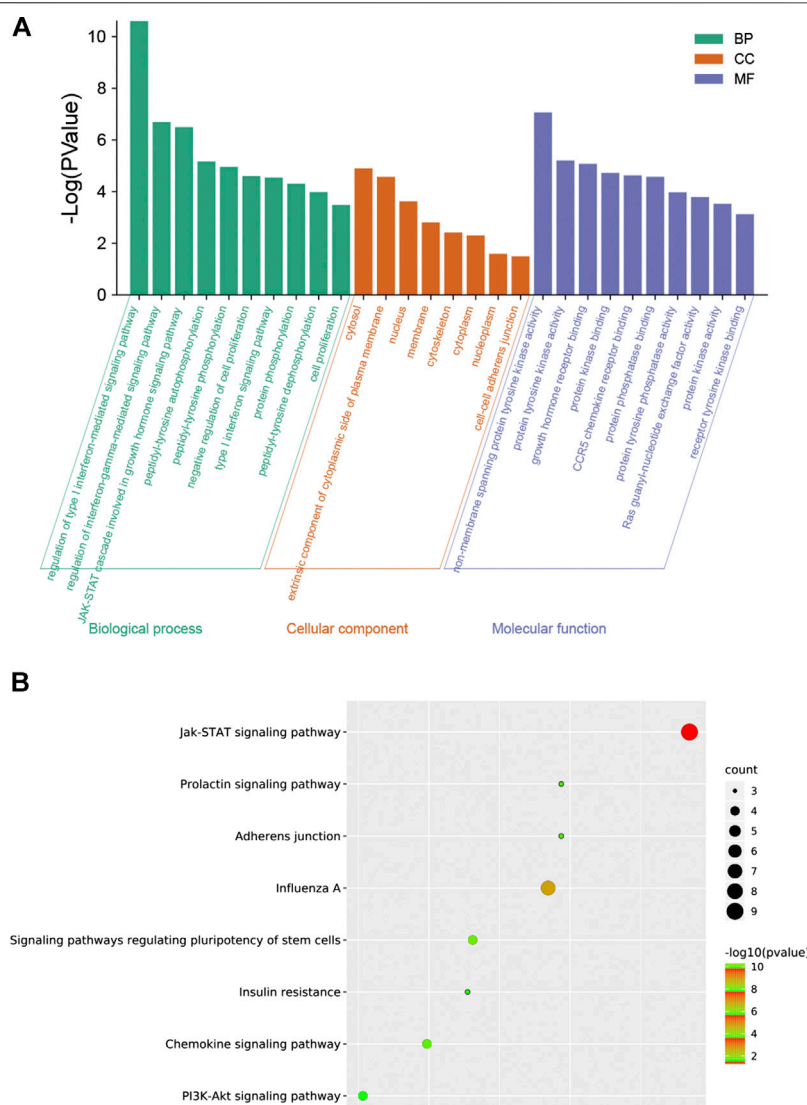 A
BP
CC
MF
-Log(PValue)
10
8
6
4
2
0
regulation of type I interferon-mediated signaling pathway
regulation of interferon-gamma-mediated signaling pathway
JAK-STAT cascade involved in growth hormone signaling pathway
peptidyl-tyrosine autophosphorylation
peptidyl-tyrosine phosphorylation
negative regulation of cell proliferation
type I interferon signaling pathway
protein phosphorylation
peptidyl-tyrosine dephosphorylation
cell proliferation
cytosol
extrinsic component of cytoplasmic side of plasma membrane
nucleus
membrane
cytoskeleton
cytoplasm
nucleoplasm
cell-cell adherens junction
non-membrane spanning protein tyrosine kinase activity
protein tyrosine kinase activity
growth hormone receptor binding
protein kinase binding
CCR5 chemokine receptor binding
protein phosphatase binding
protein tyrosine phosphatase activity
Ras guanyl-nucleotide exchange factor activity
protein kinase activity
receptor tyrosine kinase binding
Biological process
Cellular component
Molecular function
B
Jak-STAT signaling pathway
Prolactin signaling pathway
Adherens junction
Influenza A
Signaling pathways regulating pluripotency of stem cells
Insulin resistance
Chemokine signaling pathway
PI3K-Akt signaling pathway
count
3
4
5
6
7
8
9
-log10(pvalue)
10
8
6
4
2